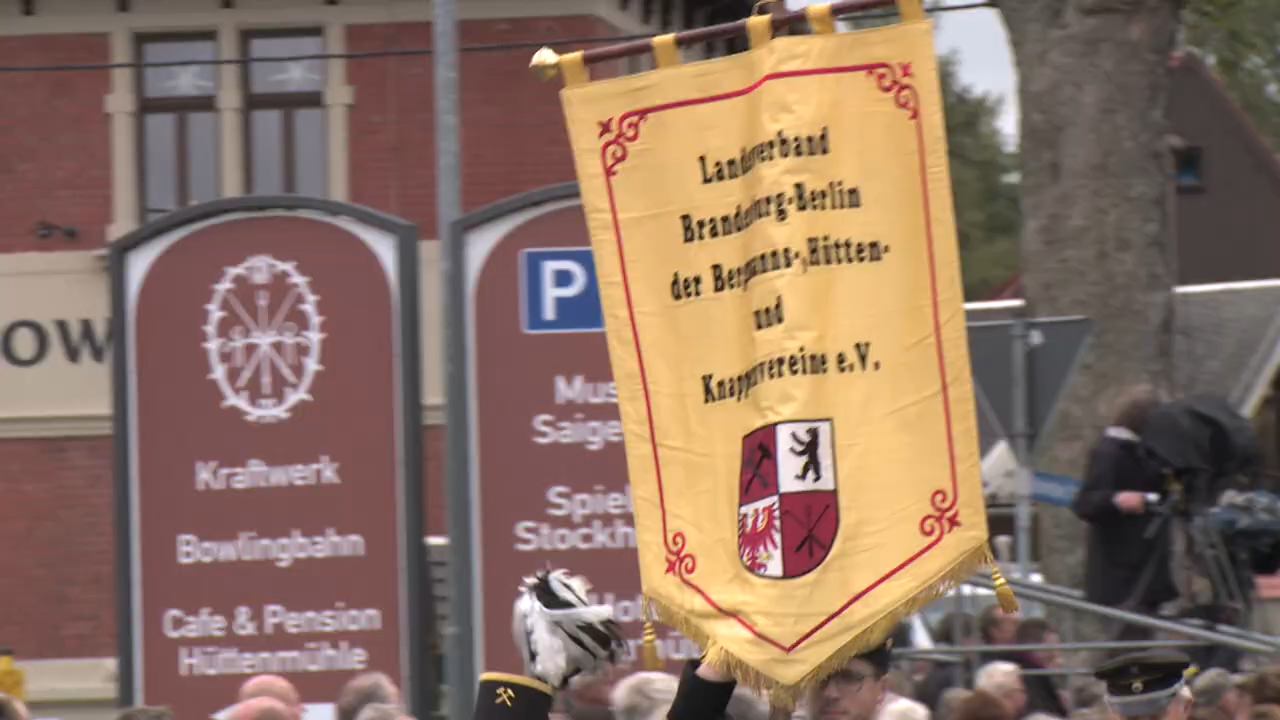 OW
Kraftwerk
Bowlingbahn
Cafe & Pension
Hüttenmühle
P
Mus
Saige
Spiel
Stockh
Landesverband
Brandenburg-Berlin
der Bergmanns-, Hütten-
und
Knappenvereine e.V.